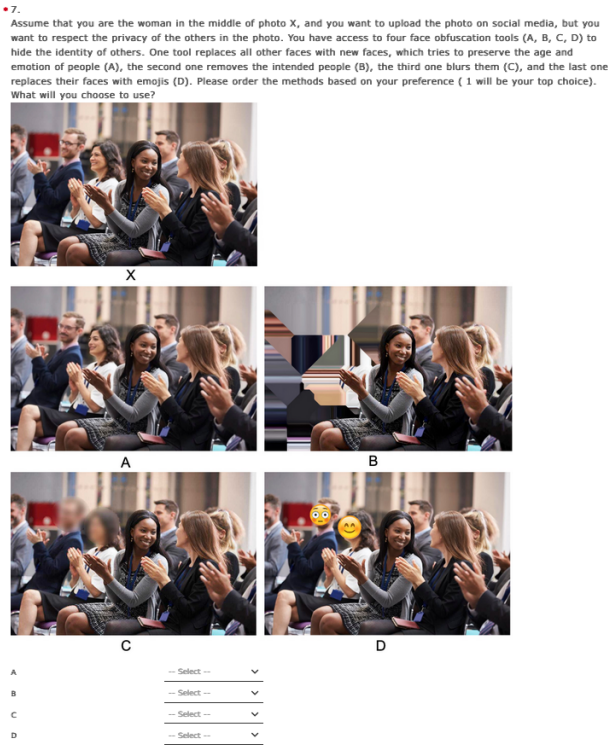 7.
Assume that you are the woman in the middle of photo X, and you want to upload the photo on social media, but you
want to respect the privacy of the others in the photo. You have access to four face obfuscation tools (A, B, C, D) to
hide the identity of others. One tool replaces all other faces with new faces, which tries to preserve the age and
emotion of people (A), the second one removes the intended people (B), the third one blurs them (C), and the last one
replaces their faces with emojis (D). Please order the methods based on your preference ( 1 will be your top choice).
What will you choose to use?
X
A B
C D
A -- Select --
B -- Select --
C -- Select --
D -- Select --